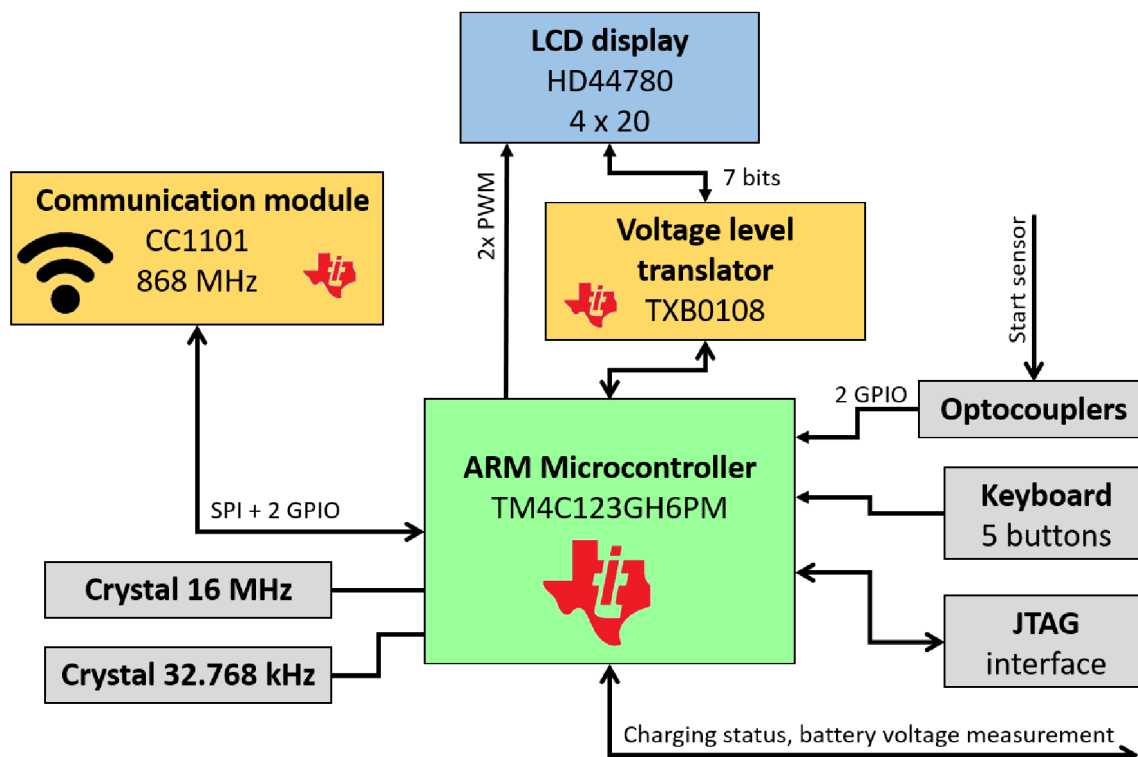 LCD display
HD44780
4 x 20
Communication module
CC1101
868 MHz
2x PWM
7 bits
Voltage level
translator
TXB0108
Start sensor
2 GPIO
Optocouplers
ARM Microcontroller
TM4C123GH6PM
Keyboard
5 buttons
SPI + 2 GPIO
Crystal 16 MHz
Crystal 32.768 kHz
JTAG
interface
Charging status, battery voltage measurement